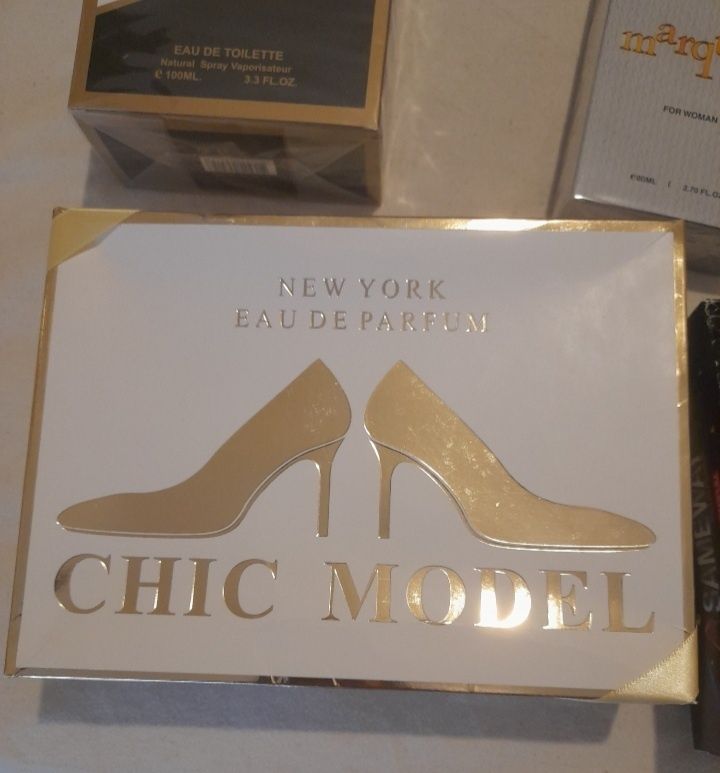 EAU DE TOILETTE
Natural Spray Vaporisateur
e 100ML. 3.3 FL.OZ.
FOR WOMAN
NEW YORK
EAU DE PARFUM
CHIC MODEL
SAMEWAY